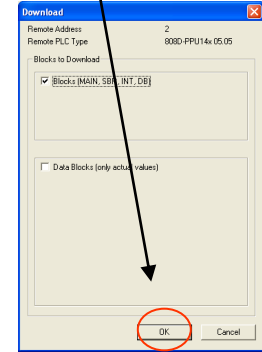 Download
Remote Address 2
Remote PLC Type 808D-PPU14x 05.05
Blocks to Download
Blocks (MAIN, SBR, INT, DB)
Data Blocks (only actual values)
OK Cancel